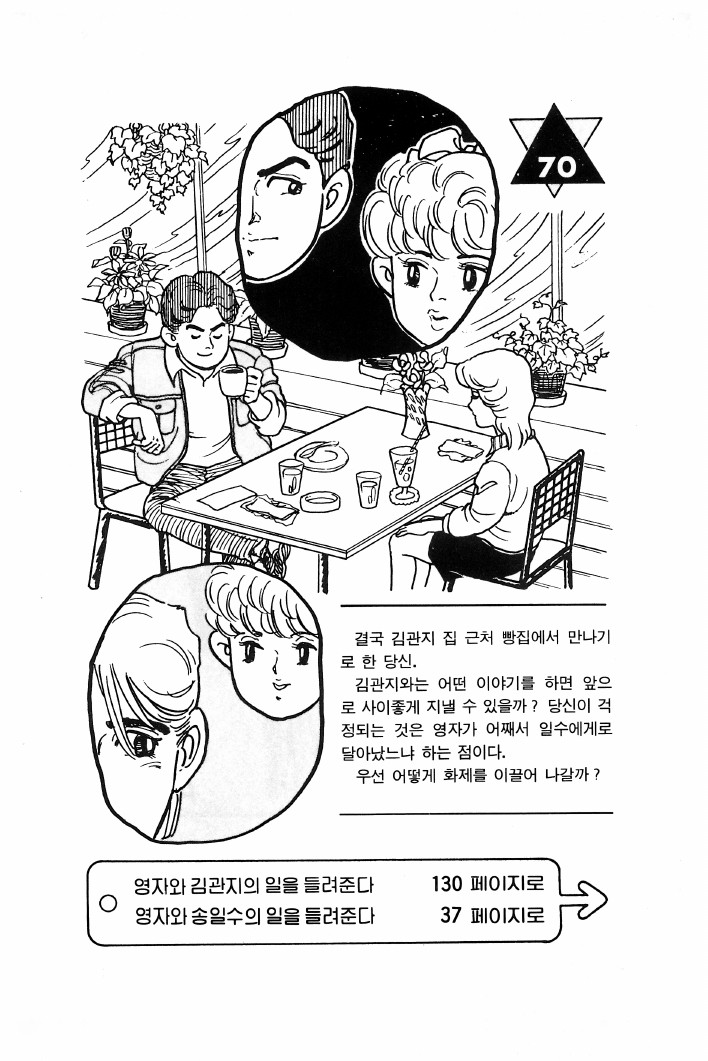 70
결국 김관지 집 근처 빵집에서 만나기
로 한 당신.
김관지와는 어떤 이야기를 하면 앞으
로 사이좋게 지낼 수 있을까? 당신이 걱
정되는 것은 영자가 어째서 일수에게로
달아났느냐 하는 점이다.
우선 어떻게 화제를 이끌어 나갈까?
영자와 김관지의 일을 들려준다 130 페이지로
영자와 송일수의 일을 들려준다 37 페이지로